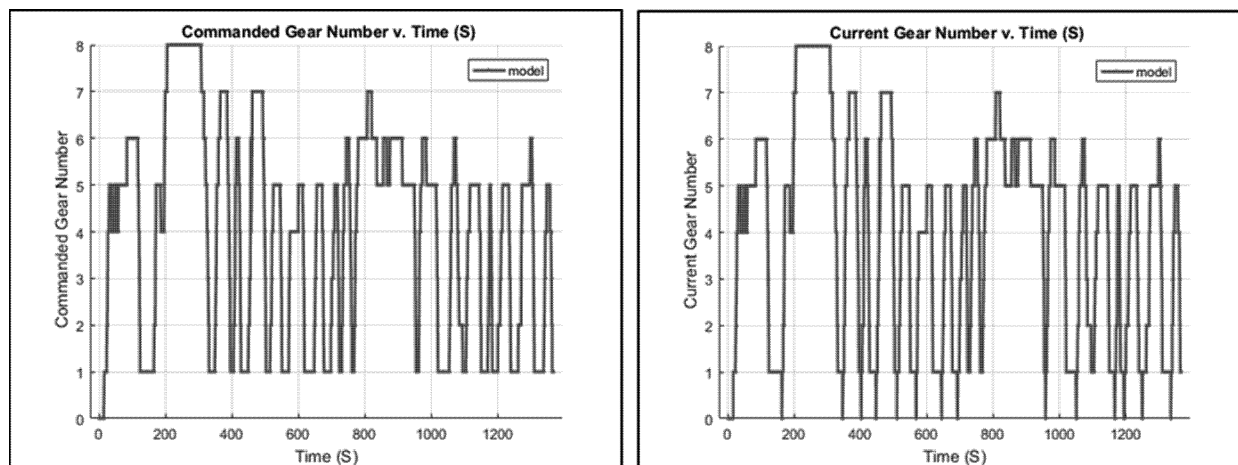 Commanded Gear Number v. Time (S)
8
7
6
5
4
3
2
1
0
Commanded Gear Number
model
0 200 400 600 800 1000 1200
Time (S)
Current Gear Number v. Time (S)
8
7
6
5
4
3
2
1
0
Current Gear Number
model
0 200 400 600 800 1000 1200
Time (S)